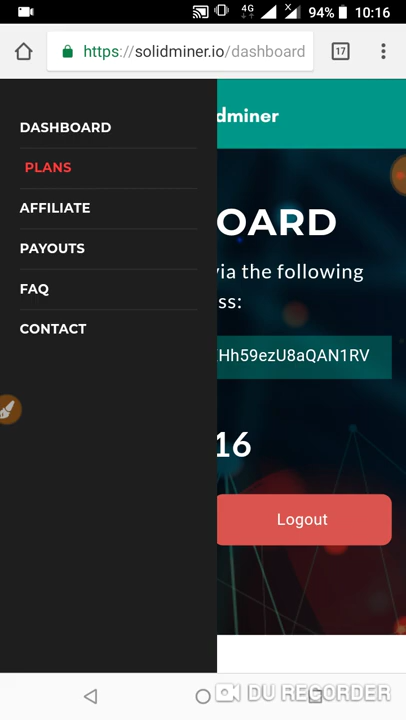 4G
X
94%
10:16
https://solidminer.io/dashboard
17
DASHBOARD
PLANS
AFFILIATE
PAYOUTS
FAQ
CONTACT
dminer
OARD
via the following
ss:
Hh59ezU8aQAN1RV
16
Logout
DU RECORDER